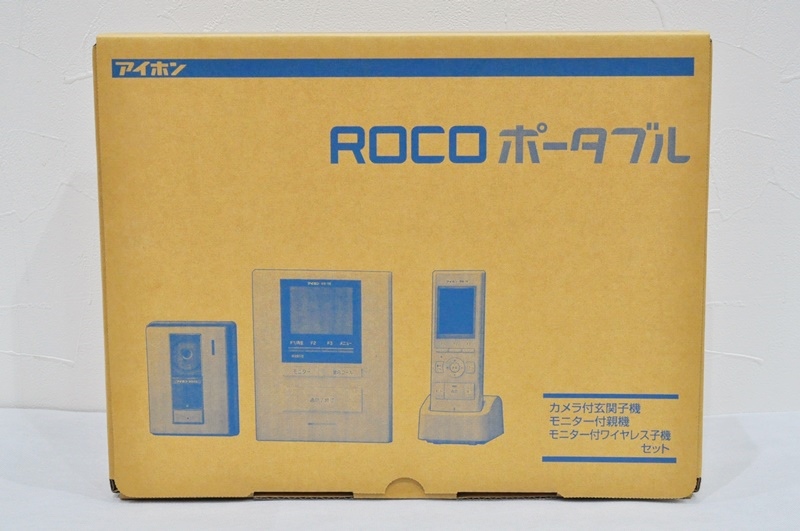 アイホン
ROCO ポータブル
カメラ付玄関子機
モニター付親機
モニター付ワイヤレス子機
セット